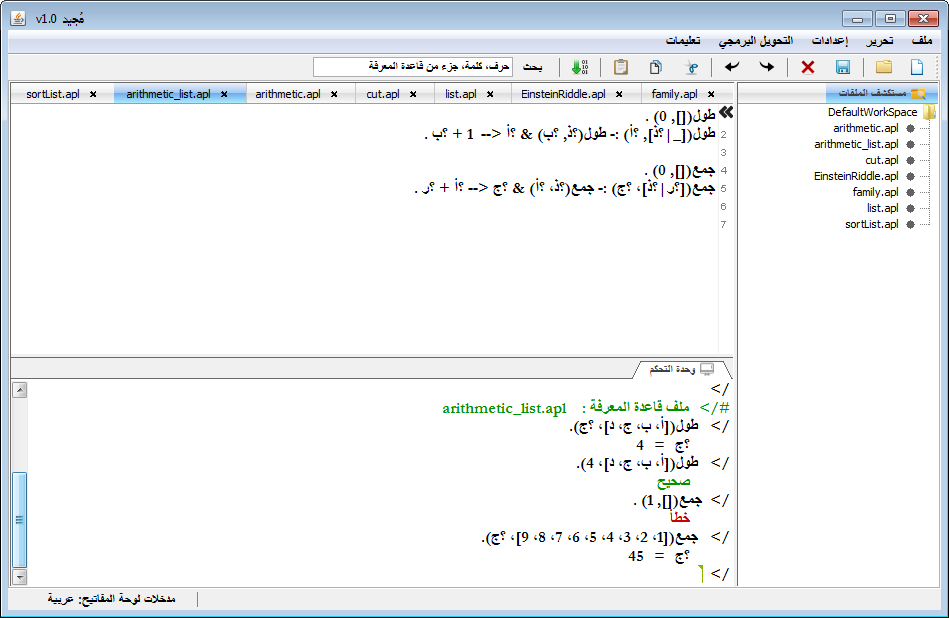 مُجيد v1.0
ملف تحرير إعدادات التحويل البرمجي تعليمات
بحث حرف، كلمة، جزء من قاعدة المعرفة
مستكشف الملفات
DefaultWorkSpace
arithmetic.apl
arithmetic_list.apl
cut.apl
EinsteinRiddle.apl
family.apl
list.apl
sortList.apl
sortList.apl arithmetic_list.apl arithmetic.apl cut.apl list.apl EinsteinRiddle.apl family.apl
طول([], 0) .
2 طول([_|؟ذ], ؟أ) :- طول(؟ذ, ؟ب) & ؟أ <-- 1 + ؟ب .
3
4 جمع([], 0) .
5 جمع([؟ر|؟ذ]، ؟ج) :- جمع(؟ذ، ؟أ) & ؟ج <-- ؟أ + ؟ر .
6
7
وحدة التحكم
</
#/> ملف قاعدة المعرفة : arithmetic_list.apl
</ طول([أ، ب، ج، د]، ؟ج).
؟ج = 4
</ طول([أ، ب، ج، د]، 4).
صحيح
</ جمع([], 1) .
خطأ
</ جمع([1، 2، 3، 4، 5، 6، 7، 8، 9]، ؟ج).
؟ج = 45
</
مدخلات لوحة المفاتيح: عربية